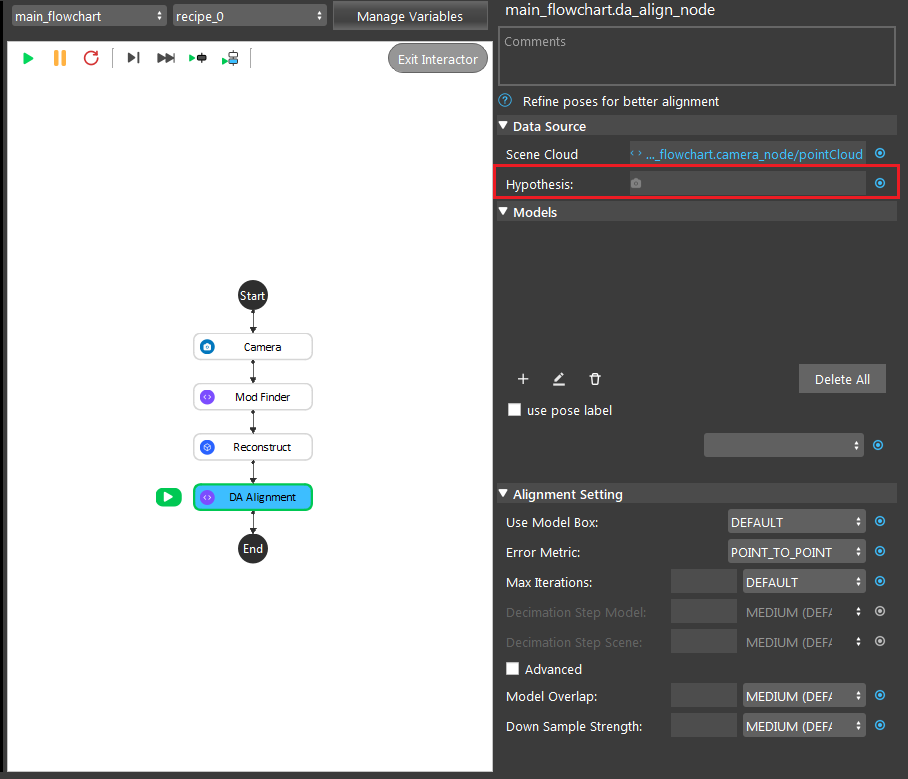 main_flowchart
recipe_0
Manage Variables
Exit Interactor
Start
Camera
Mod Finder
Reconstruct
DA Alignment
End
main_flowchart.da_align_node
Comments
? Refine poses for better alignment
Data Source
Scene Cloud ..._flowchart.camera_node/pointCloud
Hypothesis:
Models
Delete All
use pose label
Alignment Setting
Use Model Box: DEFAULT
Error Metric: POINT_TO_POINT
Max Iterations: DEFAULT
Decimation Step Model: MEDIUM (DEFA
Decimation Step Scene: MEDIUM (DEFA
Advanced
Model Overlap: MEDIUM (DEFA
Down Sample Strength: MEDIUM (DEFA